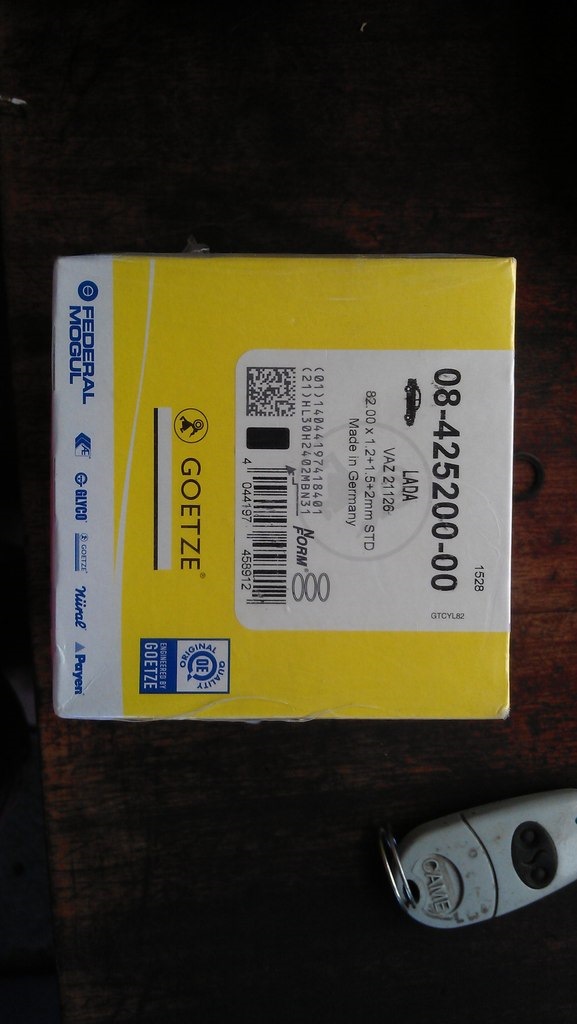 1528
08-425200-00
GTCYL82
LADA
VAZ 21126
82.00 x 1.2+1.5+2mm STD
Made in Germany
(01)14044197418401
(21)HL30H2402MBN31
NORM®
4 044197 458912
GOETZE®
ORIGINAL
OE
QUALITY
ENGINEERED BY
GOETZE
FEDERAL
MOGUL
GLYCO
GOETZE
Nüral
Payen
CAME